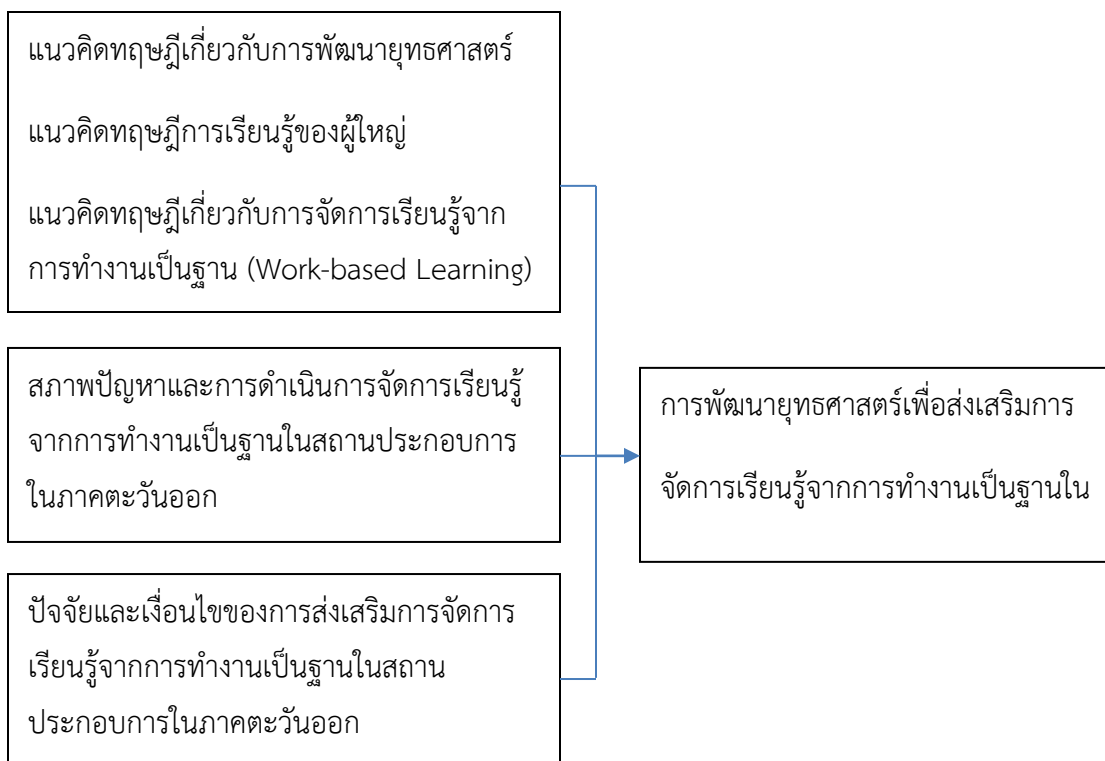 แนวคิดทฤษฎีเกี่ยวกับการพัฒนายุทธศาสตร์
แนวคิดทฤษฎีการเรียนรู้ของผู้ใหญ่
แนวคิดทฤษฎีเกี่ยวกับการจัดการเรียนรู้จาก
การทำงานเป็นฐาน (Work-based Learning)
สภาพปัญหาและการดำเนินการจัดการเรียนรู้
จากการทำงานเป็นฐานในสถานประกอบการ
ในภาคตะวันออก
ปัจจัยและเงื่อนไขของการส่งเสริมการจัดการ
เรียนรู้จากการทำงานเป็นฐานในสถาน
ประกอบการในภาคตะวันออก
การพัฒนายุทธศาสตร์เพื่อส่งเสริมการ
จัดการเรียนรู้จากการทำงานเป็นฐานใน